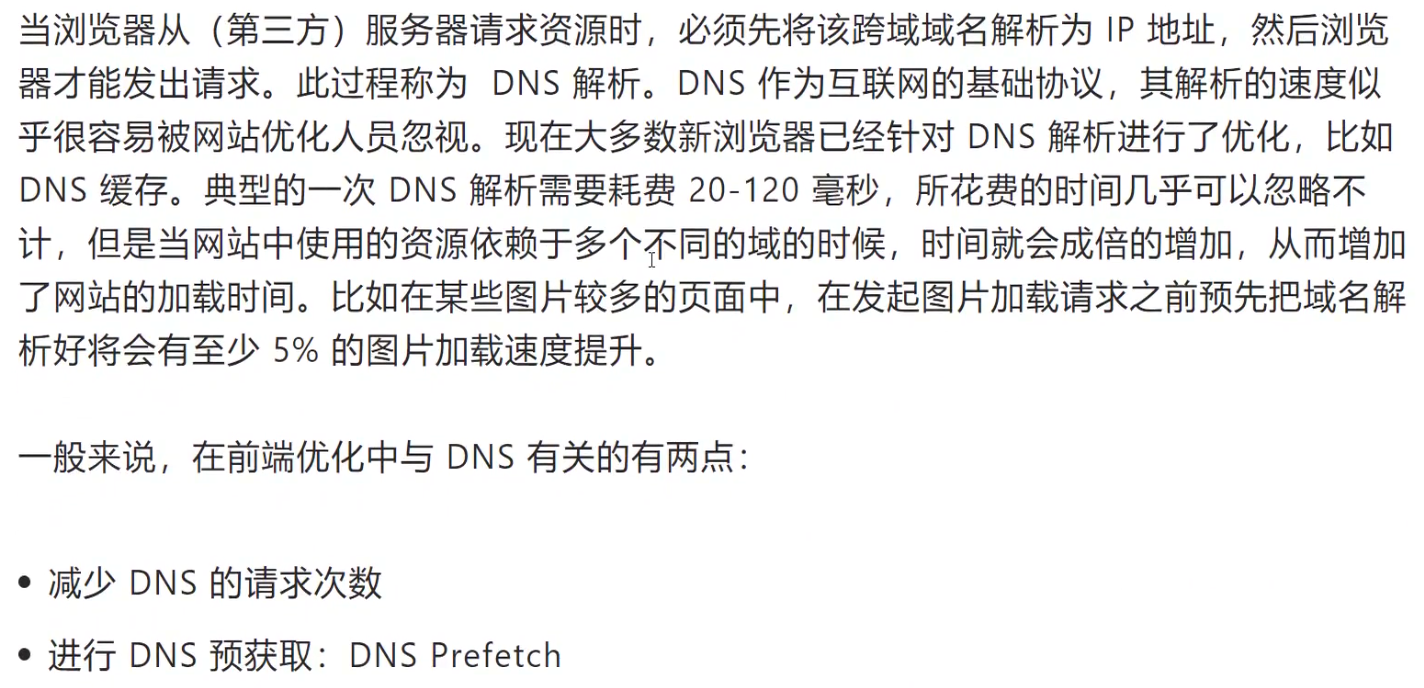 当浏览器从（第三方）服务器请求资源时，必须先将该跨域域名解析为 IP 地址，然后浏览
器才能发出请求。此过程称为 DNS 解析。DNS 作为互联网的基础协议，其解析的速度似
乎很容易被网站优化人员忽视。现在大多数新浏览器已经针对 DNS 解析进行了优化，比如
DNS 缓存。典型的一次 DNS 解析需要耗费 20-120 毫秒，所花费的时间几乎可以忽略不
计，但是当网站中使用的资源依赖于多个不同的域的时候，时间就会成倍的增加，从而增加
了网站的加载时间。比如在某些图片较多的页面中，在发起图片加载请求之前预先把域名解
析好将会有至少 5% 的图片加载速度提升。
一般来说，在前端优化中与 DNS 有关的有两点：
• 减少 DNS 的请求次数
• 进行 DNS 预获取：DNS Prefetch